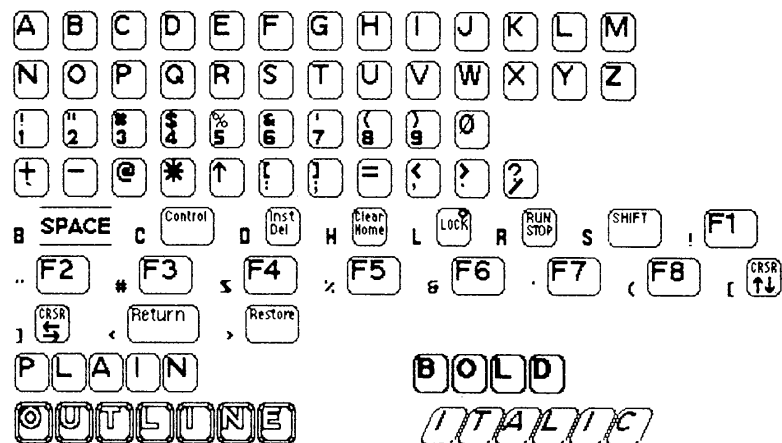 A B C D E F G H I J K L M
N O P Q R S T U V W X Y Z
! 1 " 2 # 3 $ 4 % 5 & 6 ' 7 ( 8 ) 9 0
+ - @ * ↑ [ : ] ; = < , > . ? /
B SPACE C Control D Inst Del H Clear Home L LOCK R RUN STOP S SHIFT ! F1
" F2 # F3 $ F4 % F5 & F6 ' F7 ( F8 [ CRSR ↑↓
] CRSR ⇆ < Return > Restore
PLAIN BOLD
OUTLINE ITALIC